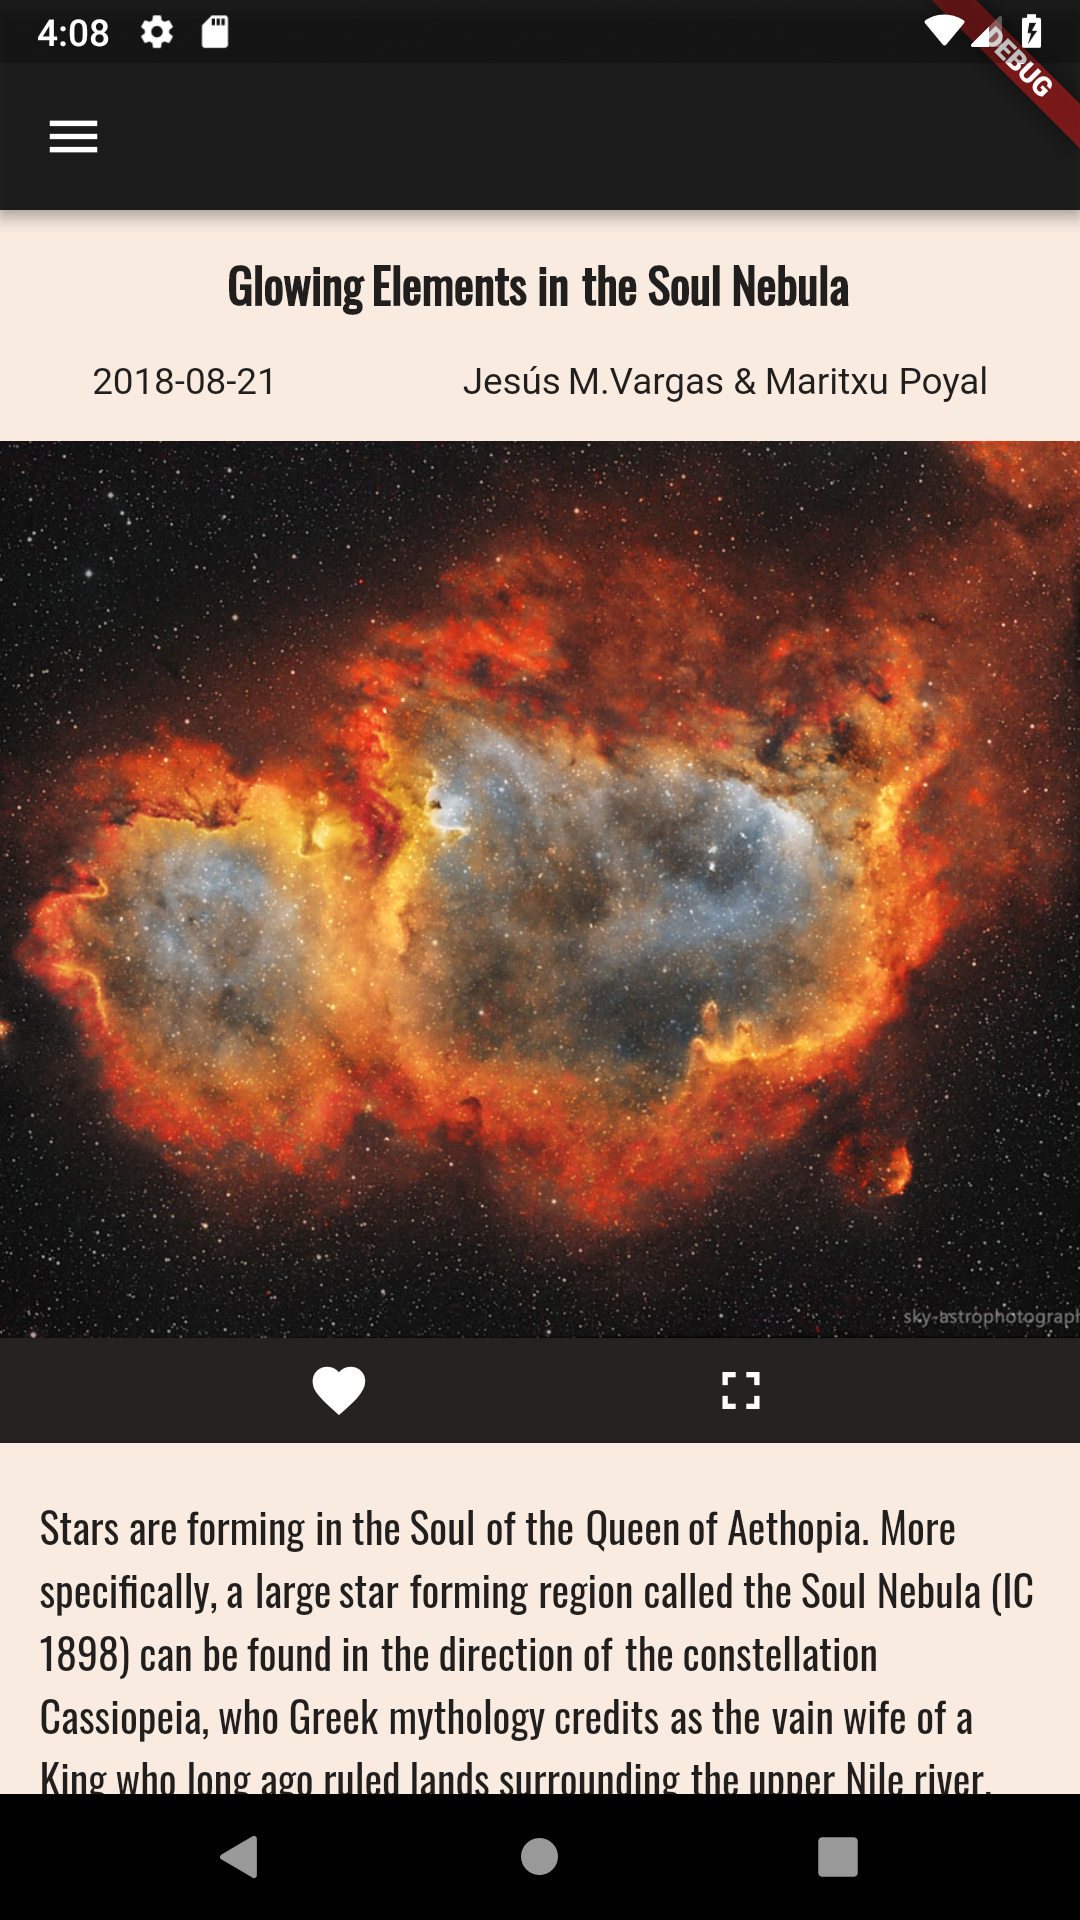 4:08
DEBUG
Glowing Elements in the Soul Nebula
2018-08-21 Jesús M.Vargas & Maritxu Poyal
sky-astrophotograph
Stars are forming in the Soul of the Queen of Aethopia. More
specifically, a large star forming region called the Soul Nebula (IC
1898) can be found in the direction of the constellation
Cassiopeia, who Greek mythology credits as the vain wife of a
King who long ago ruled lands surrounding the upper Nile river.